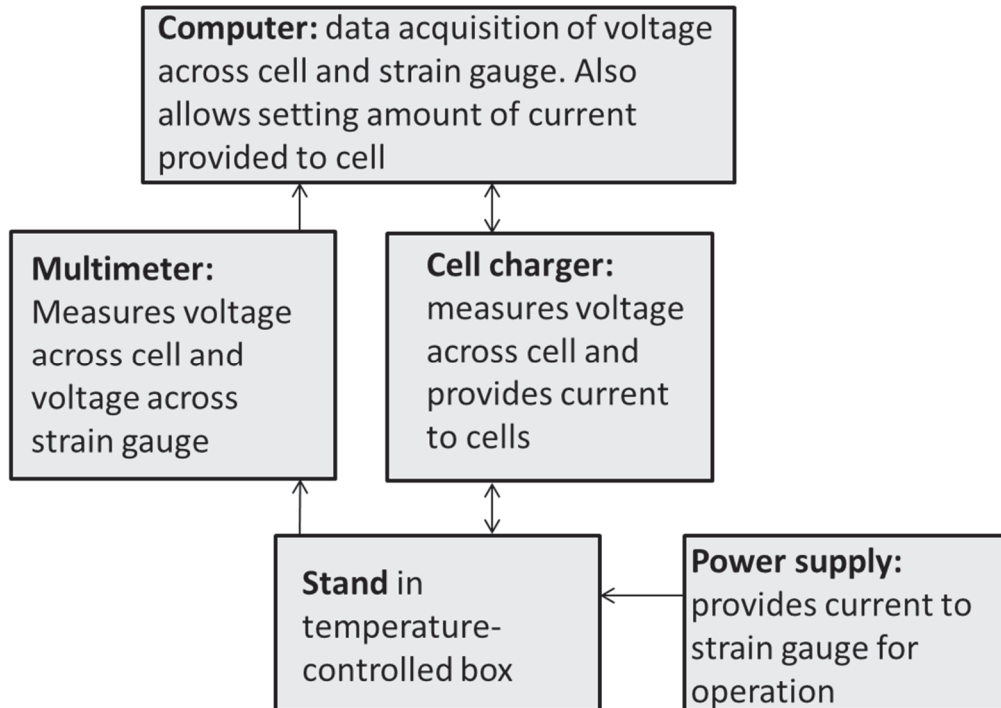 Computer: data acquisition of voltage
across cell and strain gauge. Also
allows setting amount of current
provided to cell
Multimeter:
Measures voltage
across cell and
voltage across
strain gauge
Cell charger:
measures voltage
across cell and
provides current
to cells
Stand in
temperature-
controlled box
Power supply:
provides current to
strain gauge for
operation